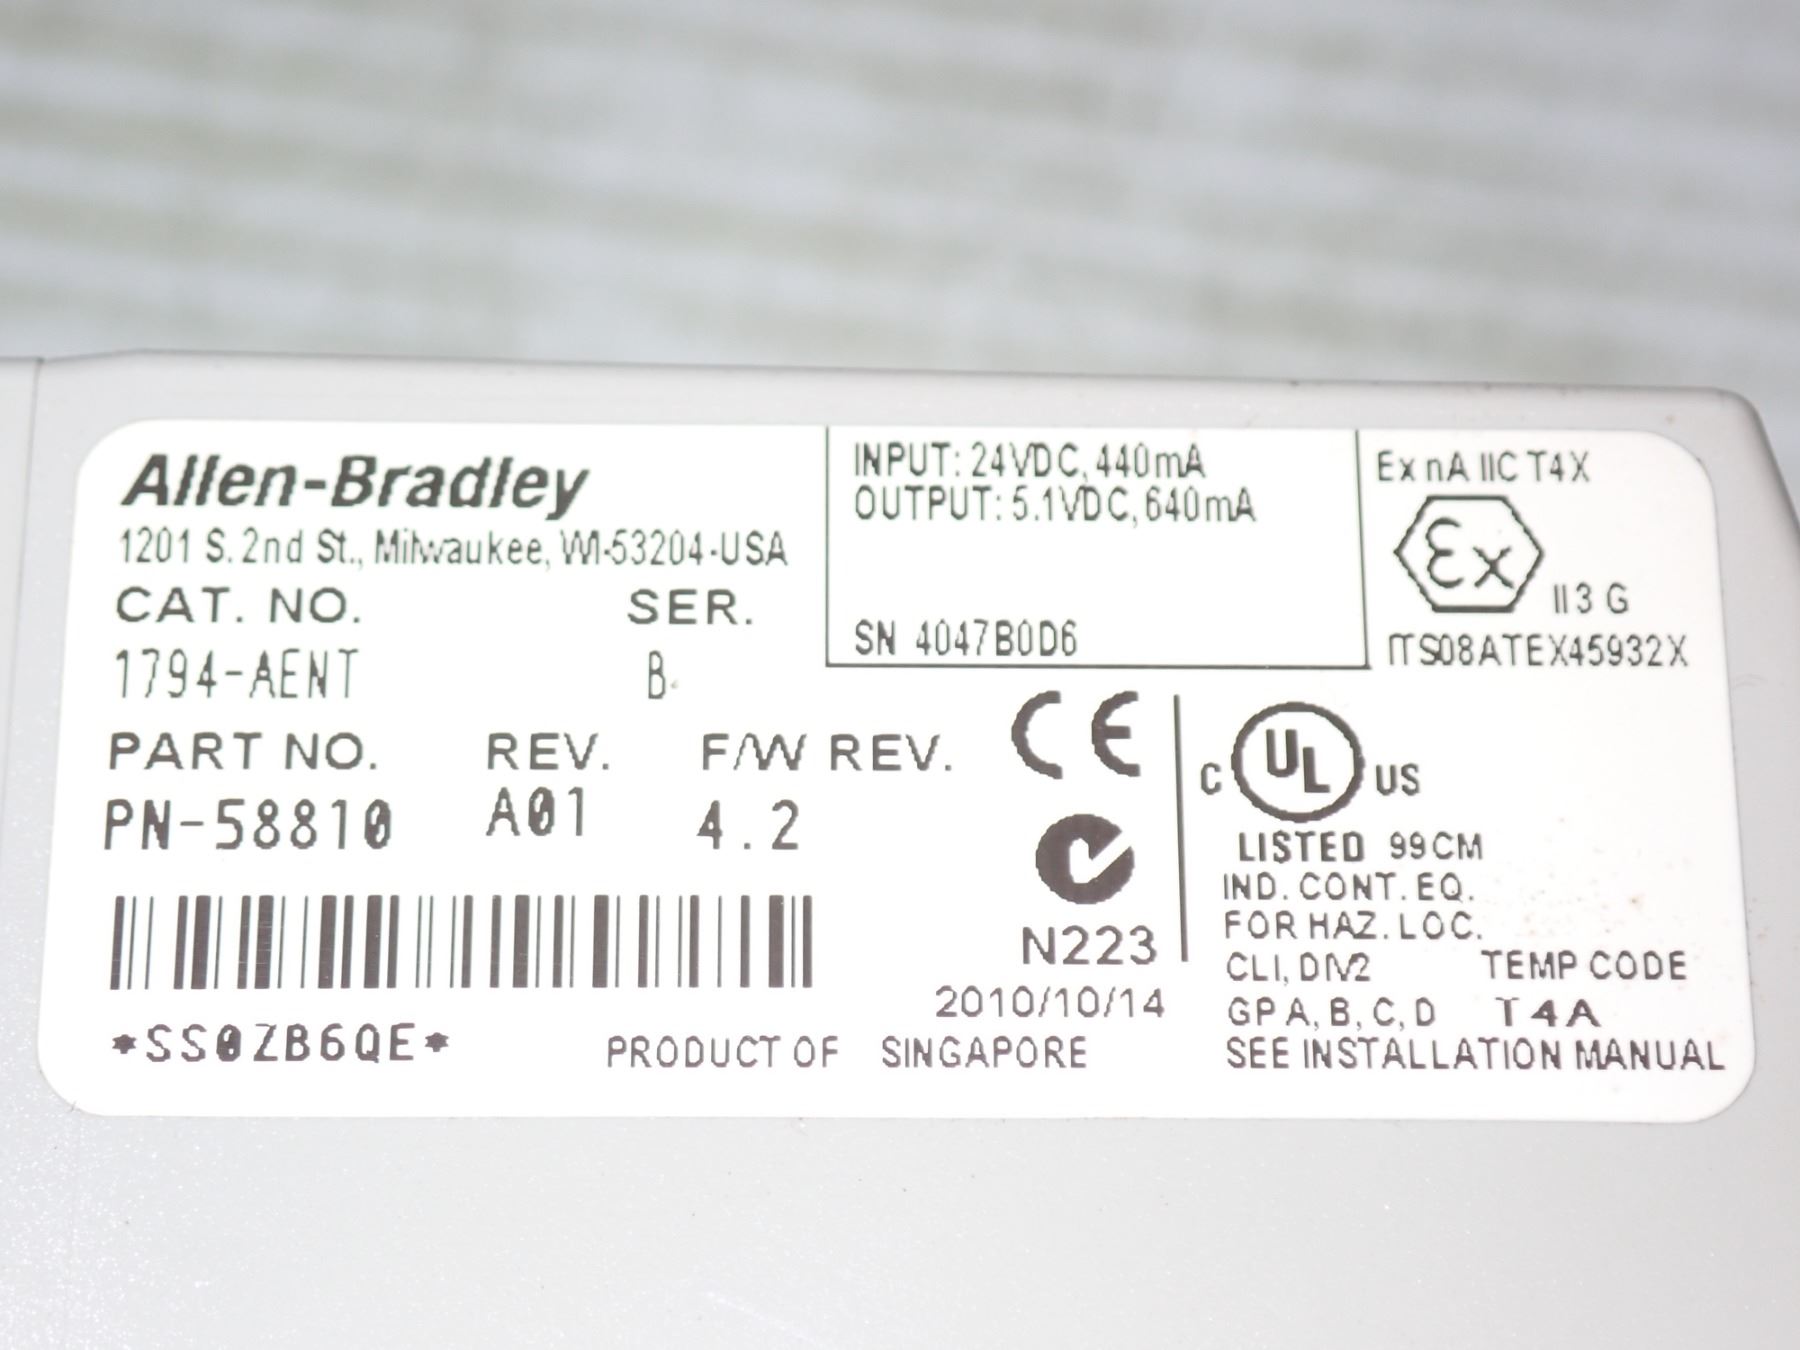 Allen-Bradley
1201 S. 2nd St., Milwaukee, WI-53204-USA
CAT. NO. SER.
1794-AENT B
PART NO. REV. F/W REV.
PN-58810 A01 4.2
*SS0ZB6QE*
INPUT: 24VDC, 440mA
OUTPUT: 5.1VDC, 640mA
SN 4047B0D6
Ex nA IIC T4 X
Ex
II 3 G
ITS08ATEX45932X
CE
N223
2010/10/14
PRODUCT OF SINGAPORE
C UL US
LISTED 99CM
IND. CONT. EQ.
FOR HAZ. LOC.
CL I, DIV2 TEMP CODE
GP A, B, C, D T4A
SEE INSTALLATION MANUAL